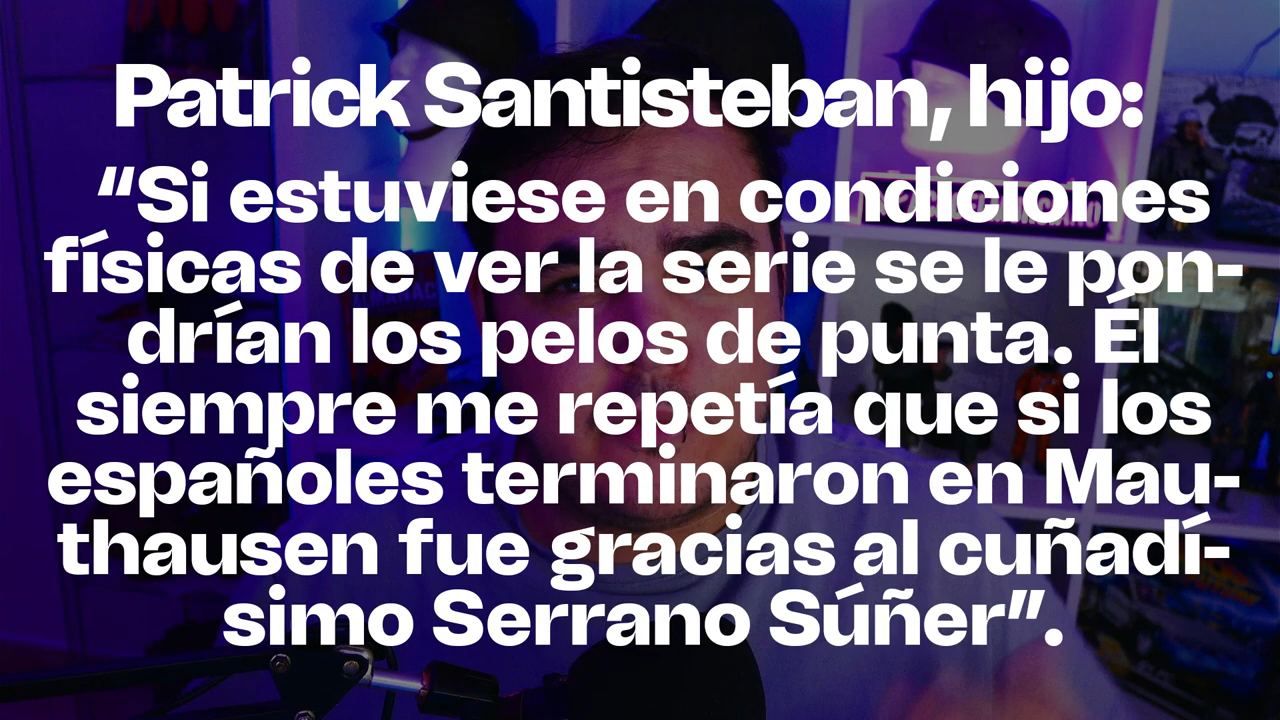 Patrick Santisteban, hijo:
“Si estuviese en condiciones
físicas de ver la serie se le pon-
drían los pelos de punta. Él
siempre me repetía que si los
españoles terminaron en Mau-
thausen fue gracias al cuñadí-
simo Serrano Súñer”.